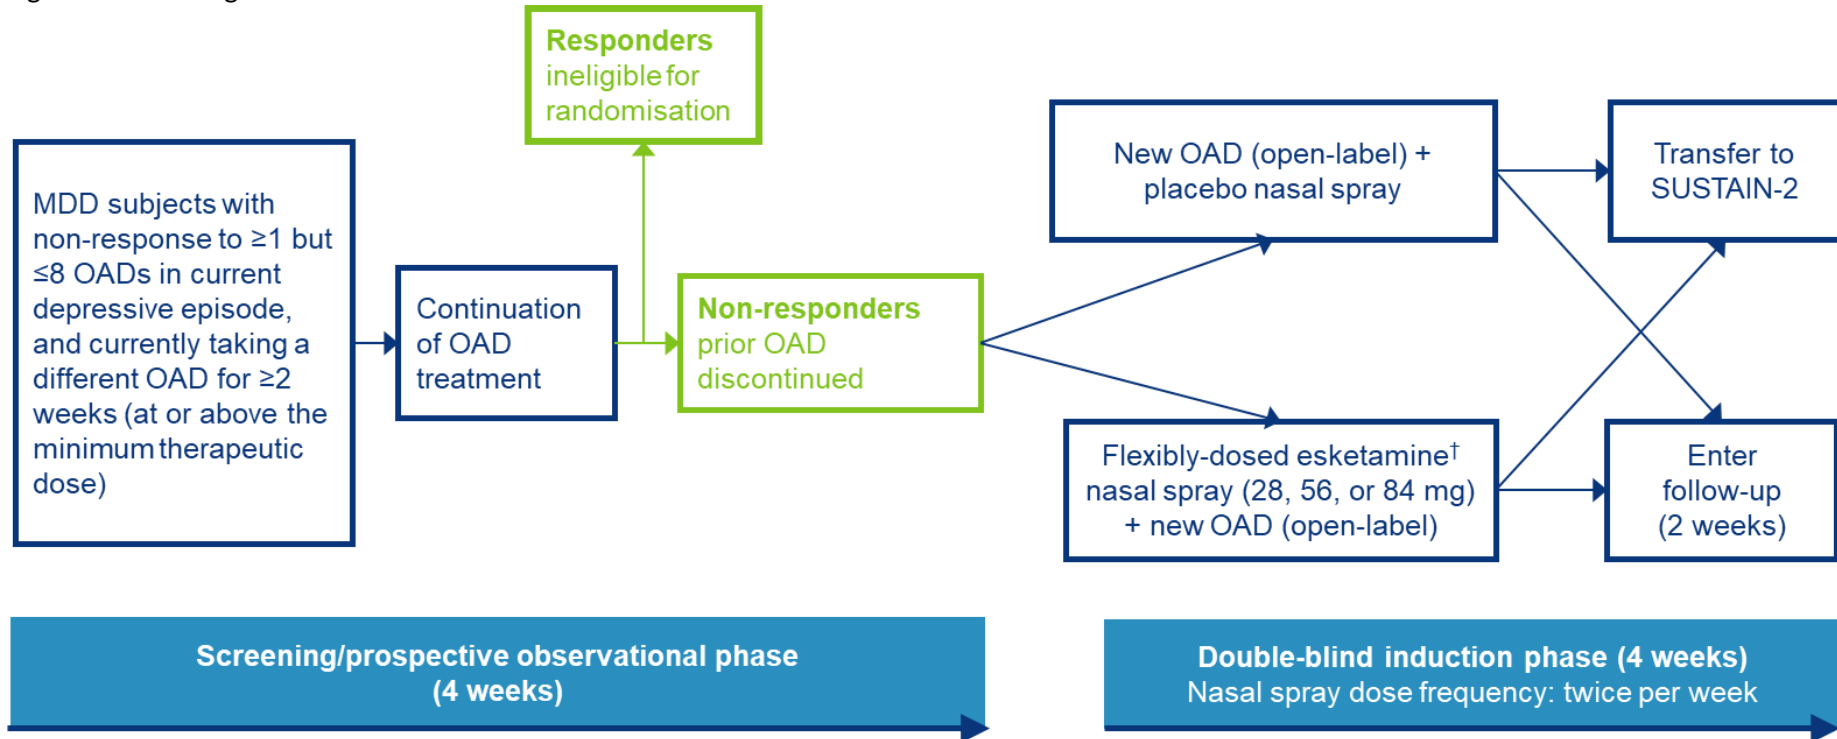 Responders
ineligible for
randomisation
MDD subjects with
non-response to ≥1 but
≤8 OADs in current
depressive episode,
and currently taking a
different OAD for ≥2
weeks (at or above the
minimum therapeutic
dose)
Continuation
of OAD
treatment
Non-responders
prior OAD
discontinued
New OAD (open-label) +
placebo nasal spray
Transfer to
SUSTAIN-2
Flexibly-dosed esketamine†
nasal spray (28, 56, or 84 mg)
+ new OAD (open-label)
Enter
follow-up
(2 weeks)
Screening/prospective observational phase
(4 weeks)
Double-blind induction phase (4 weeks)
Nasal spray dose frequency: twice per week